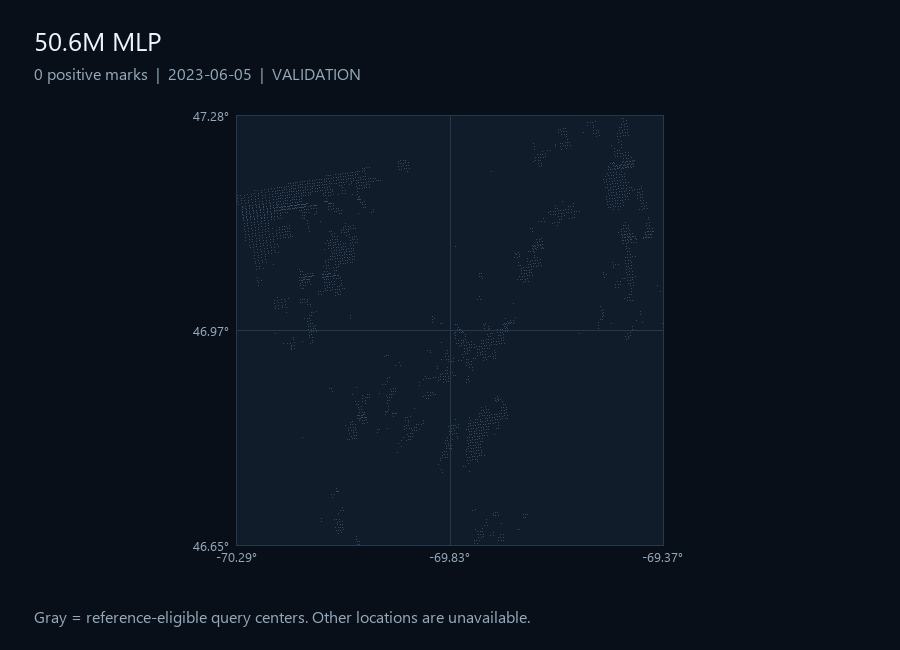 50.6M MLP
0 positive marks | 2023-06-05 | VALIDATION
47.28°
46.97°
46.65°
-70.29°
-69.83°
-69.37°
Gray = reference-eligible query centers. Other locations are unavailable.